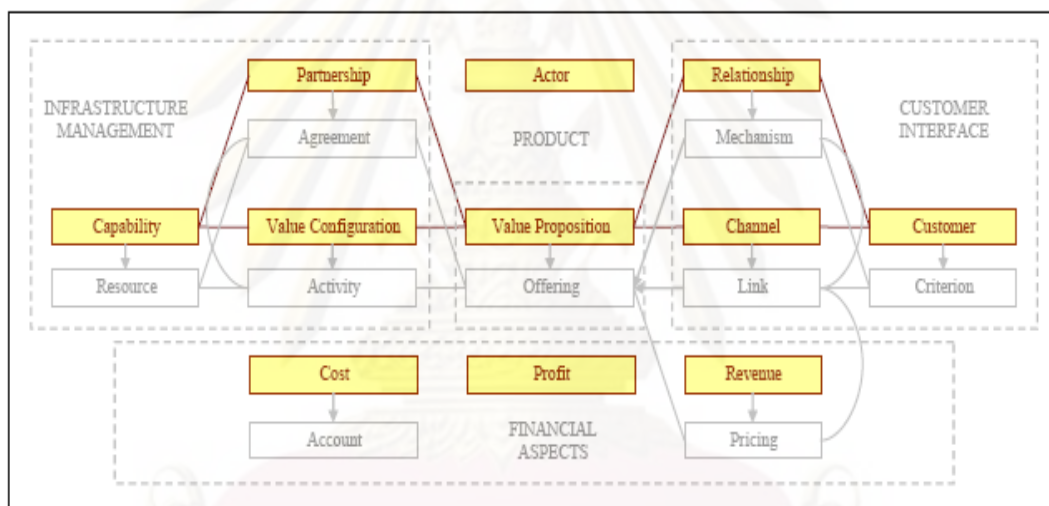 Partnership
Actor
Relationship
INFRASTRUCTURE
MANAGEMENT
Agreement
PRODUCT
Mechanism
CUSTOMER
INTERFACE
Capability
Value Configuration
Value Proposition
Channel
Customer
Resource
Activity
Offering
Link
Criterion
Cost
Profit
Revenue
Account
FINANCIAL
ASPECTS
Pricing